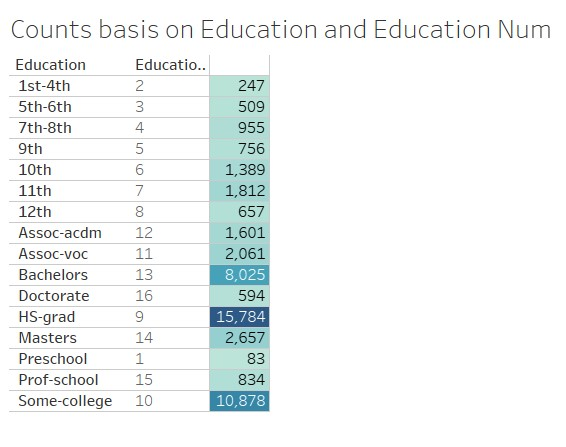 Counts basis on Education and Education Num
Education Educatio..
1st-4th 2 247
5th-6th 3 509
7th-8th 4 955
9th 5 756
10th 6 1,389
11th 7 1,812
12th 8 657
Assoc-acdm 12 1,601
Assoc-voc 11 2,061
Bachelors 13 8,025
Doctorate 16 594
HS-grad 9 15,784
Masters 14 2,657
Preschool 1 83
Prof-school 15 834
Some-college 10 10,878